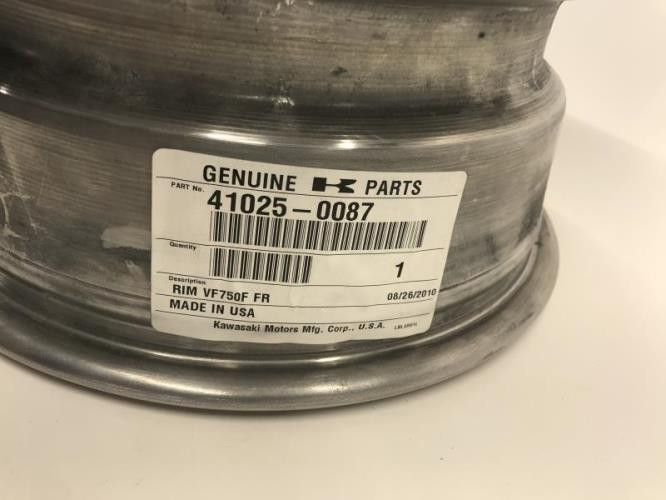 GENUINE K PARTS
PART No. 41025-0087
Quantity 1
Description 08/26/2010
RIM VF750F FR
MADE IN USA
Kawasaki Motors Mfg. Corp., U.S.A.